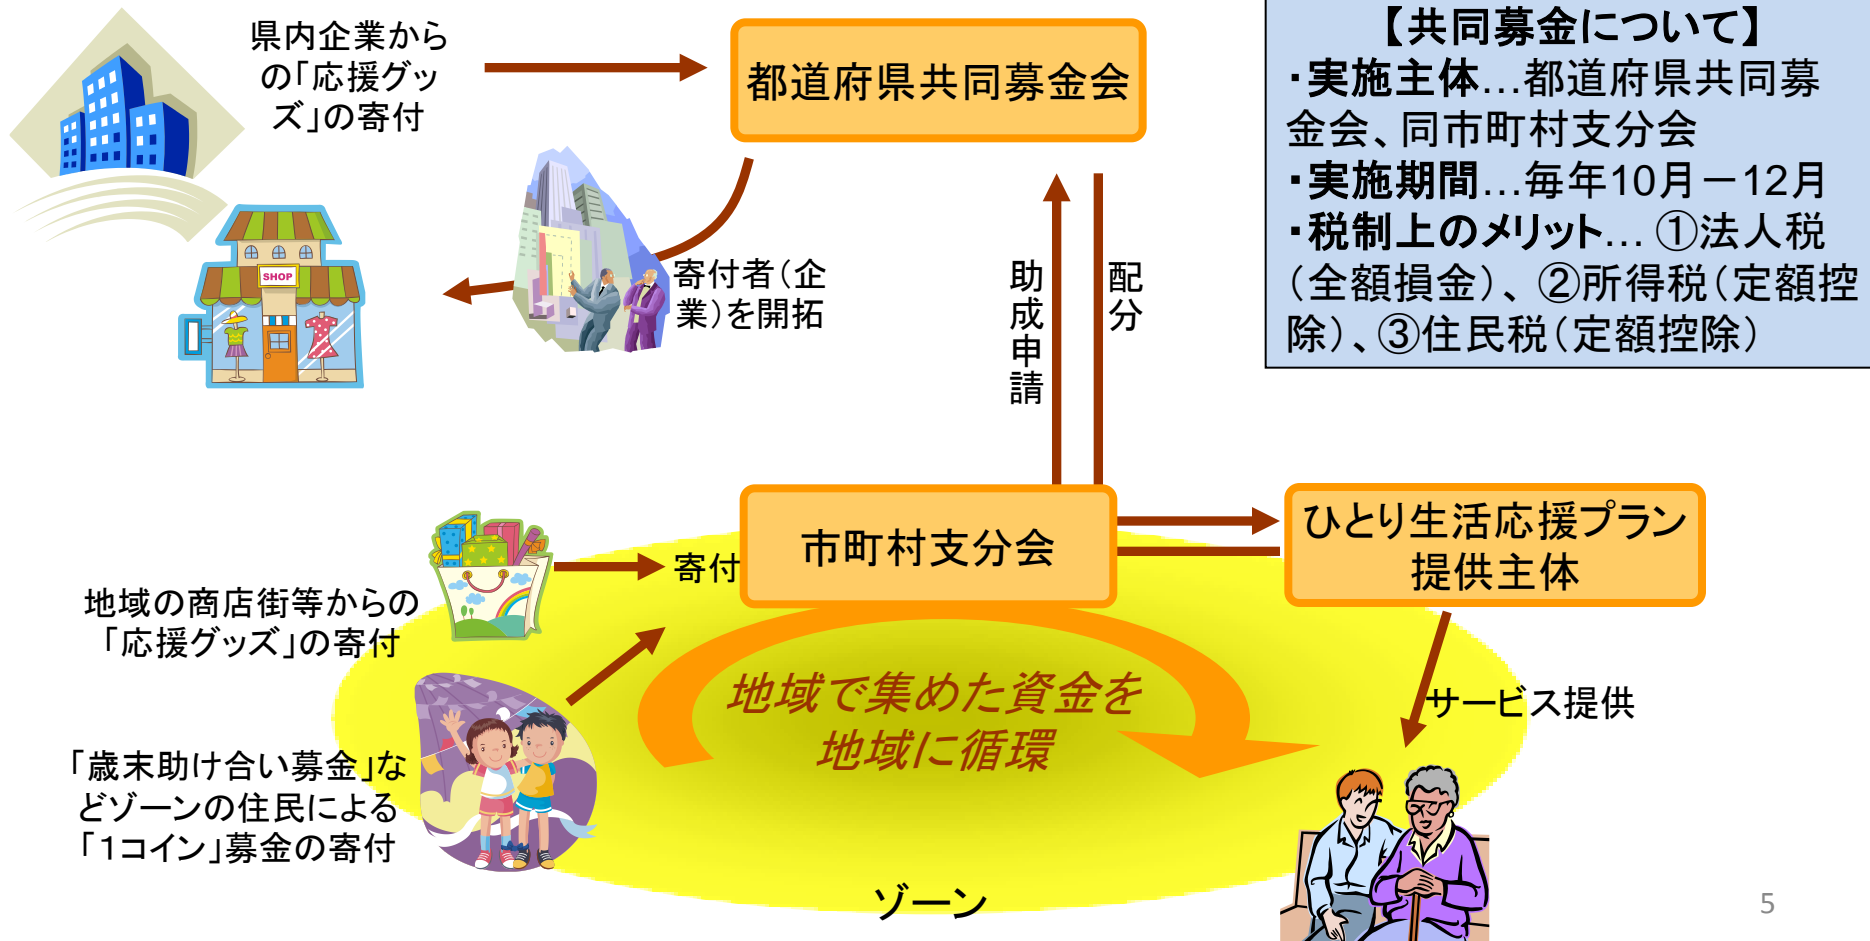 県内企業から
の「応援グッ
ズ」の寄付
都道府県共同募金会
【共同募金について】
・実施主体…都道府県共同募
金会、同市町村支分会
・実施期間…毎年10月－12月
・税制上のメリット… ①法人税
（全額損金）、②所得税（定額控
除）、③住民税（定額控除）
SHOP
寄付者（企
業）を開拓
助成申請
配分
市町村支分会
ひとり生活応援プラン
提供主体
寄付
地域の商店街等からの
「応援グッズ」の寄付
地域で集めた資金を
地域に循環
サービス提供
「歳末助け合い募金」な
どゾーンの住民による
「１コイン」募金の寄付
ゾーン
5